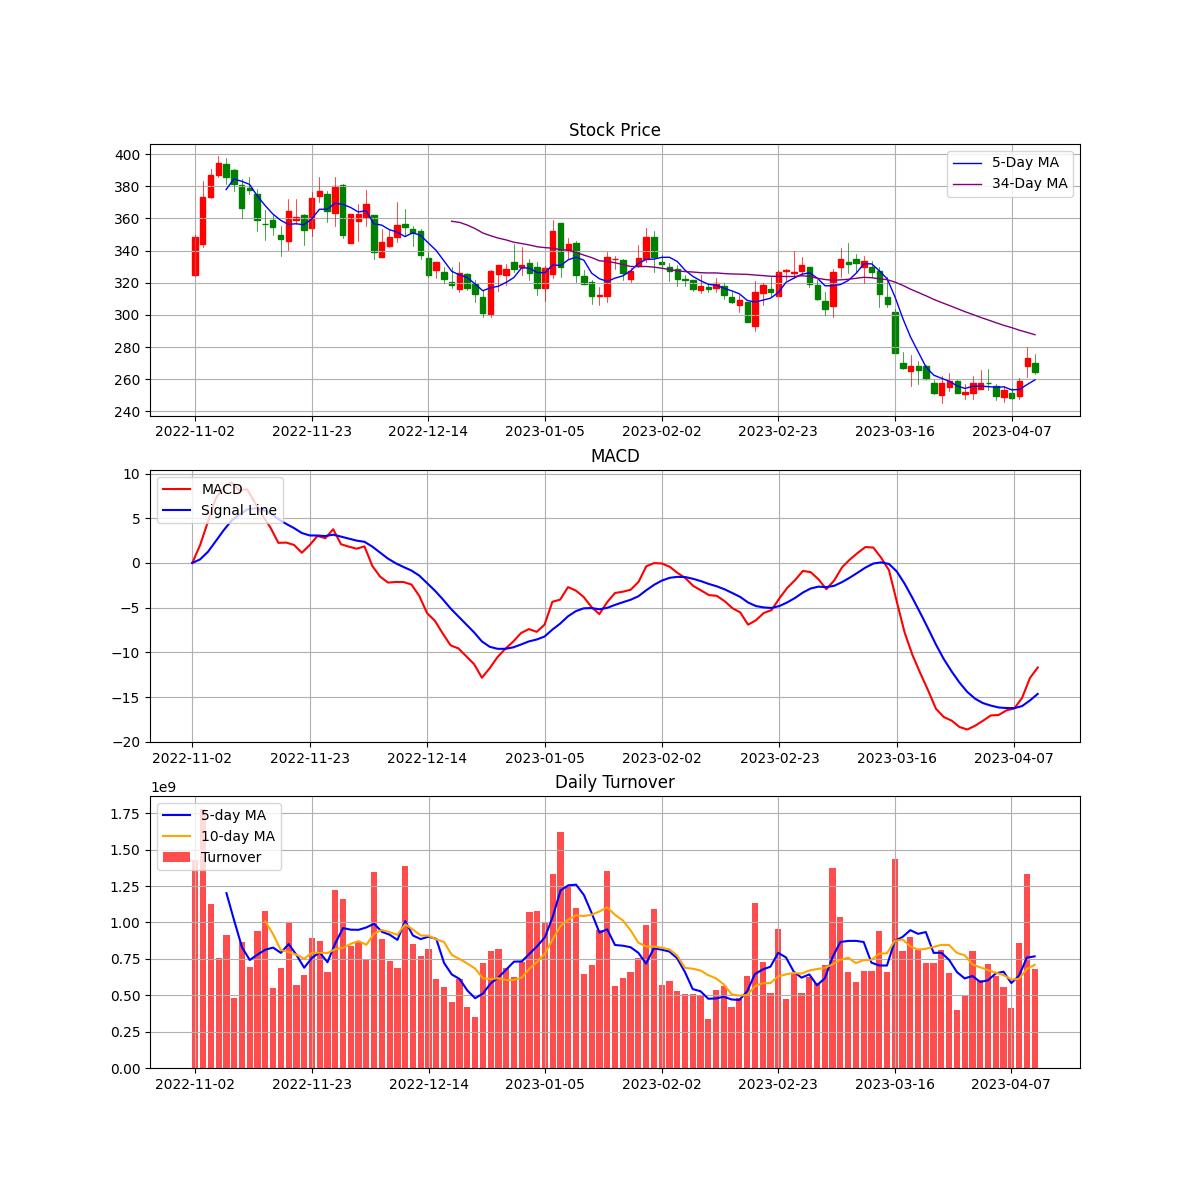 Stock Price
400
380
360
340
320
300
280
260
240
5-Day MA
34-Day MA
2022-11-02 2022-11-23 2022-12-14 2023-01-05 2023-02-02 2023-02-23 2023-03-16 2023-04-07
MACD
10
5
0
−5
−10
−15
−20
MACD
Signal Line
2022-11-02 2022-11-23 2022-12-14 2023-01-05 2023-02-02 2023-02-23 2023-03-16 2023-04-07
Daily Turnover
1e9
1.75
1.50
1.25
1.00
0.75
0.50
0.25
0.00
5-day MA
10-day MA
Turnover
2022-11-02 2022-11-23 2022-12-14 2023-01-05 2023-02-02 2023-02-23 2023-03-16 2023-04-07